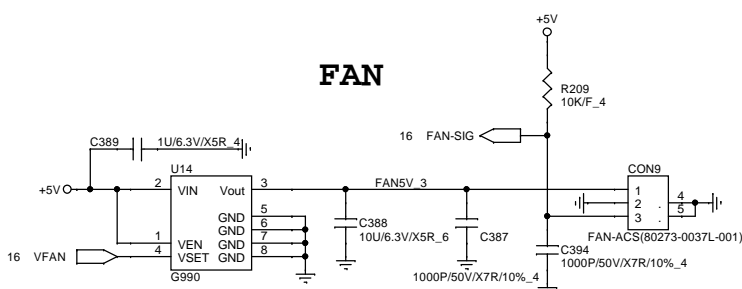 +5V
FAN
R209
10K/F_4
16 FAN-SIG
C389 1U/6.3V/X5R_4
U14
CON9
+5V 2 VIN Vout 3 FAN5V_3
1
2 .
3 .
4
5
GND 5
GND 6
1 VEN GND 7
16 VFAN 4 VSET GND 8
G990
C388
10U/6.3V/X5R_6
C387
1000P/50V/X7R/10%_4
FAN-ACS(80273-0037L-001)
C394
1000P/50V/X7R/10%_4